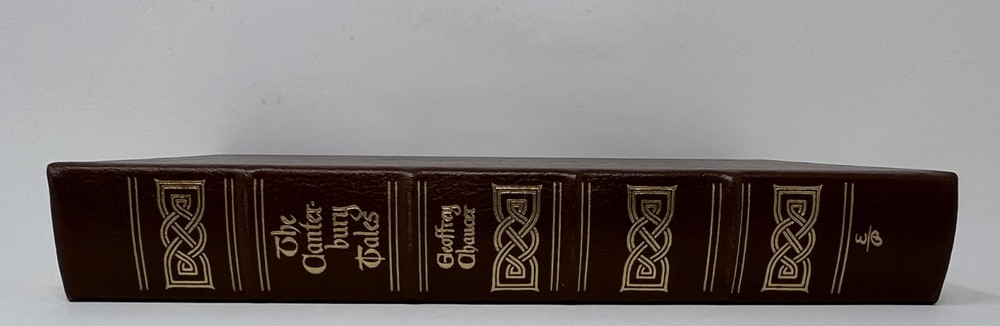 The
Canter-
bury
Tales
Geoffrey
Chaucer
E/P